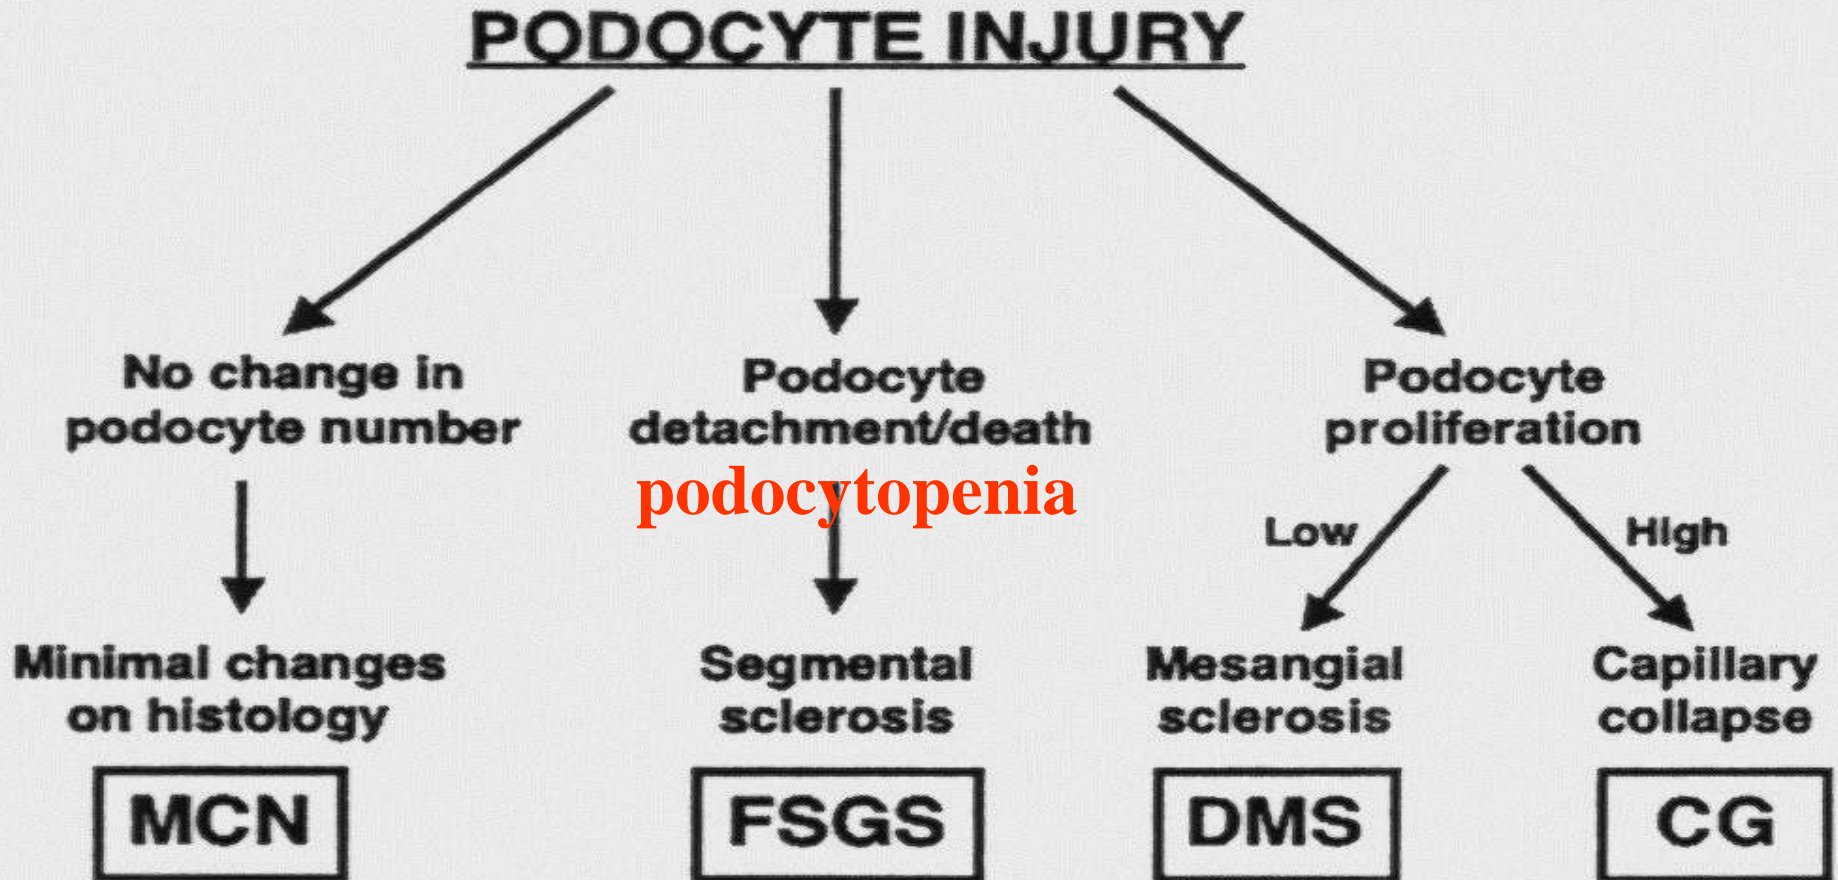 PODOCYTE INJURY
No change in
podocyte number
Minimal changes
on histology
MCN
Podocyte
detachment/death
podocytopenia
Segmental
sclerosis
FSGS
Podocyte
proliferation
Low
High
Mesangial
sclerosis
DMS
Capillary
collapse
CG